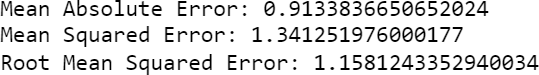 Mean Absolute Error: 0.9133836650652024
Mean Squared Error: 1.341251976000177
Root Mean Squared Error: 1.1581243352940034